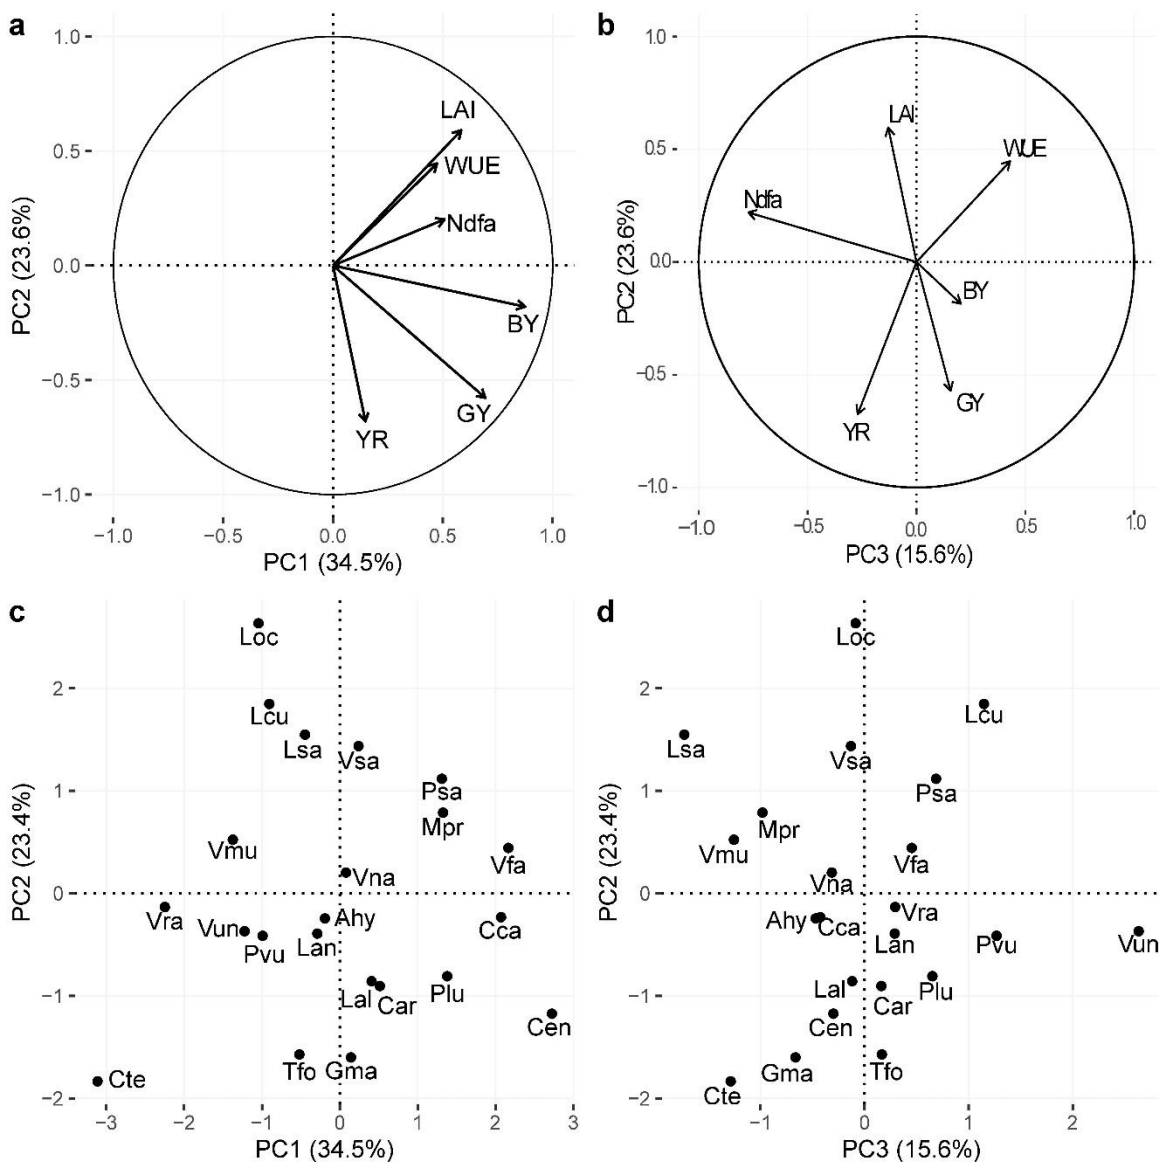 a
1.0
0.5
0.0
−0.5
−1.0
PC2 (23.6%)
LAI
WUE
Ndfa
BY
GY
YR
−1.0
−0.5
0.0
0.5
1.0
PC1 (34.5%)
b
1.0
0.5
0.0
−0.5
−1.0
PC2 (23.6%)
LAI
WUE
Ndfa
BY
GY
YR
−1.0
−0.5
0.0
0.5
1.0
PC3 (15.6%)
c
2
1
0
−1
−2
PC2 (23.4%)
Loc
Lcu
Lsa
Vsa
Psa
Mpr
Vmu
Vfa
Vna
Vra
Vun
Pvu
Ahy
Lan
Cca
Lal
Car
Plu
Cen
Tfo
Gma
Cte
−3
−2
−1
0
1
2
3
PC1 (34.5%)
d
2
1
0
−1
−2
PC2 (23.4%)
Loc
Lcu
Lsa
Vsa
Psa
Mpr
Vmu
Vfa
Vna
Vra
Ahy
Cca
Lan
Pvu
Vun
Lal
Car
Plu
Cen
Gma
Tfo
Cte
−1
0
1
2
PC3 (15.6%)